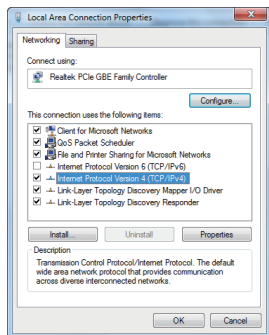 Local Area Connection Properties
Networking
Sharing
Connect using:
Realtek PCIe GBE Family Controller
Configure...
This connection uses the following items:
Client for Microsoft Networks
QoS Packet Scheduler
File and Printer Sharing for Microsoft Networks
Internet Protocol Version 6 (TCP/IPv6)
Internet Protocol Version 4 (TCP/IPv4)
Link-Layer Topology Discovery Mapper I/O Driver
Link-Layer Topology Discovery Responder
Install...
Uninstall
Properties
Description
Transmission Control Protocol/Internet Protocol. The default
wide area network protocol that provides communication
across diverse interconnected networks.
OK
Cancel